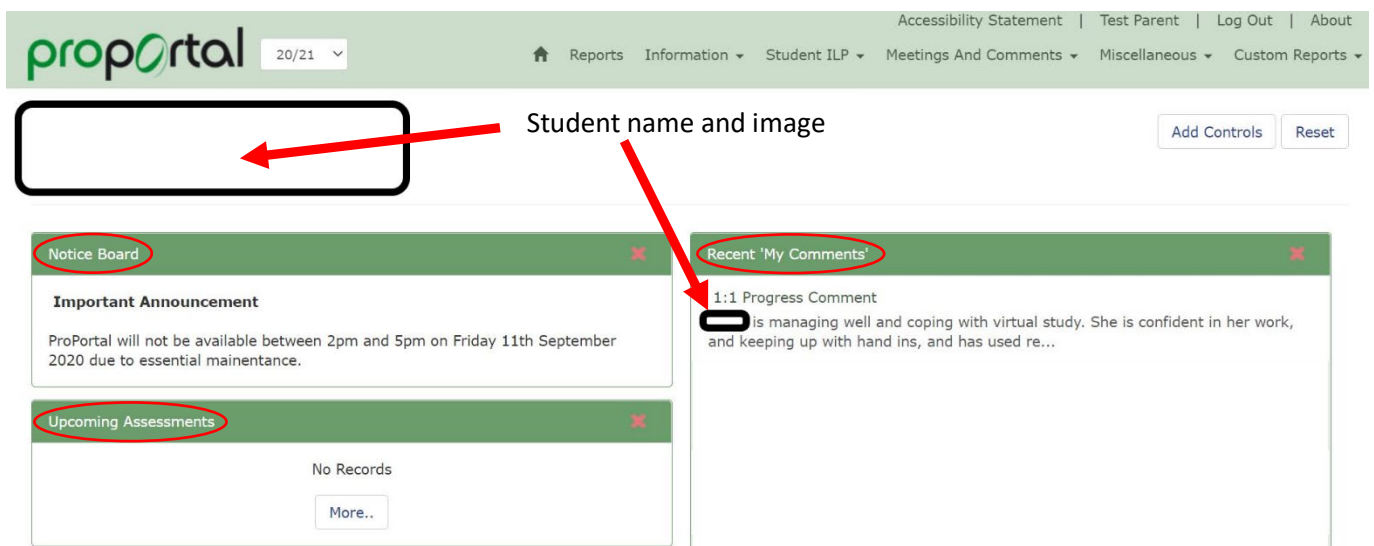 Accessibility Statement | Test Parent | Log Out | About
proportal 20/21 Reports Information Student ILP Meetings And Comments Miscellaneous Custom Reports
Student name and image
Add Controls Reset
Notice Board
Important Announcement
ProPortal will not be available between 2pm and 5pm on Friday 11th September
2020 due to essential mainentance.
Upcoming Assessments
No Records
More..
Recent 'My Comments'
1:1 Progress Comment
is managing well and coping with virtual study. She is confident in her work,
and keeping up with hand ins, and has used re...